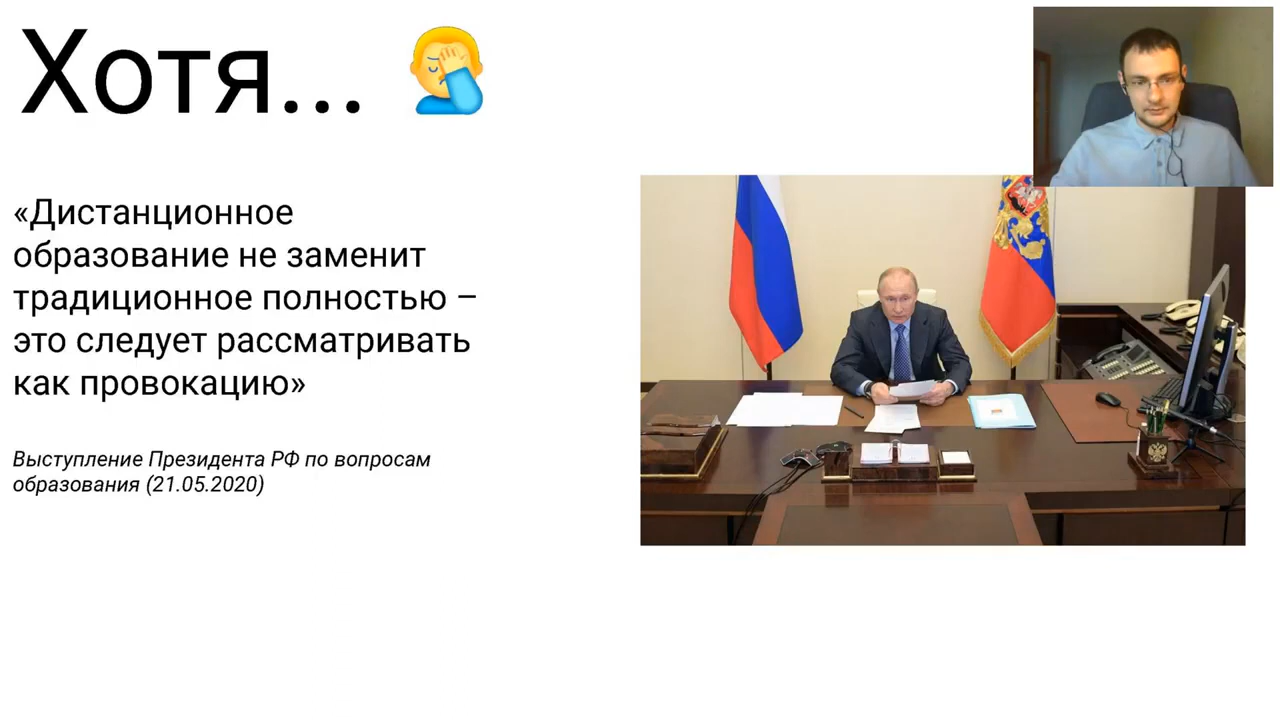 Хотя...
«Дистанционное
образование не заменит
традиционное полностью –
это следует рассматривать
как провокацию»
Выступление Президента РФ по вопросам
образования (21.05.2020)